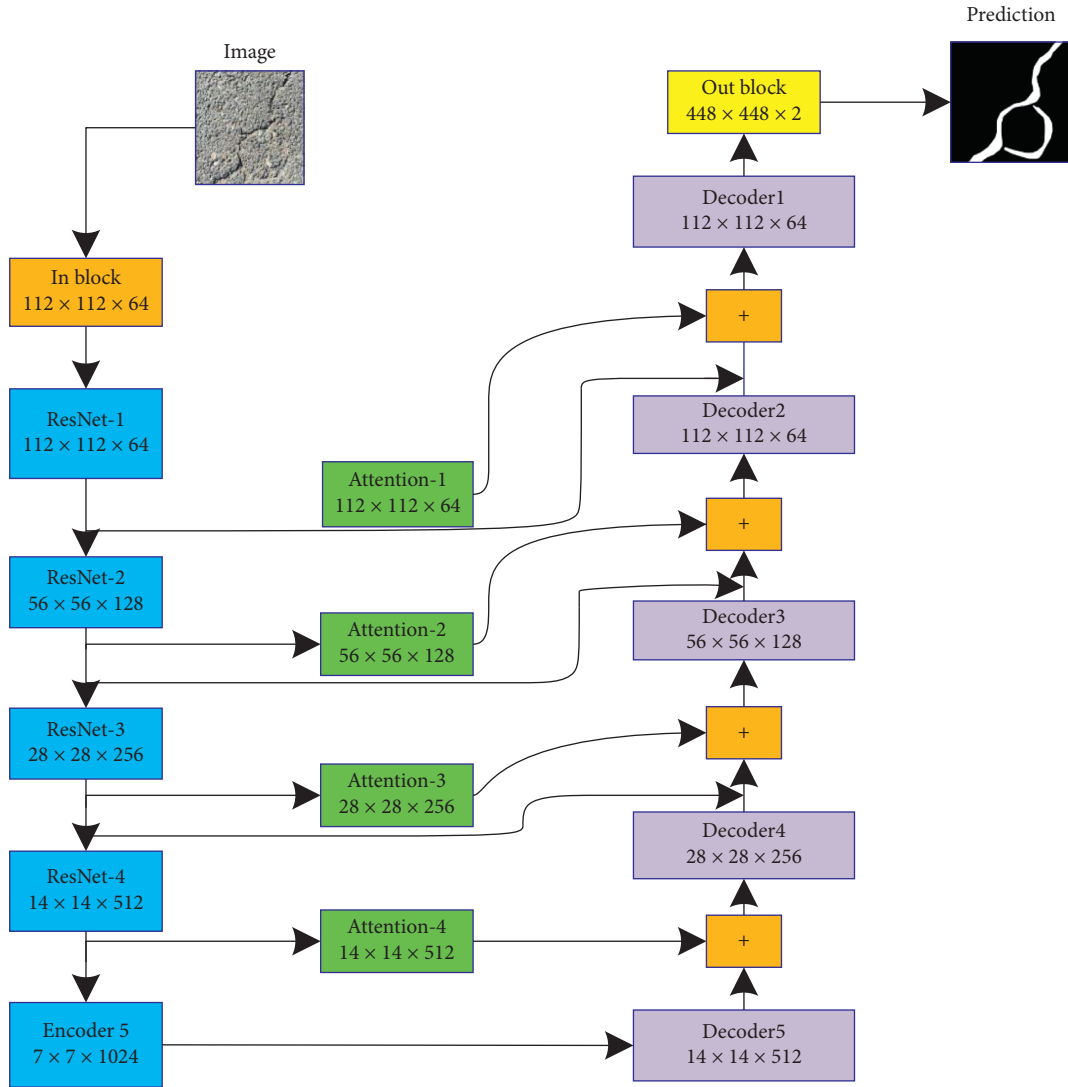 Image
In block
112 × 112 × 64
ResNet-1
112 × 112 × 64
ResNet-2
56 × 56 × 128
ResNet-3
28 × 28 × 256
ResNet-4
14 × 14 × 512
Encoder 5
7 × 7 × 1024
Attention-1
112 × 112 × 64
Attention-2
56 × 56 × 128
Attention-3
28 × 28 × 256
Attention-4
14 × 14 × 512
Prediction
Out block
448 × 448 × 2
Decoder1
112 × 112 × 64
+
Decoder2
112 × 112 × 64
+
Decoder3
56 × 56 × 128
+
Decoder4
28 × 28 × 256
+
Decoder5
14 × 14 × 512